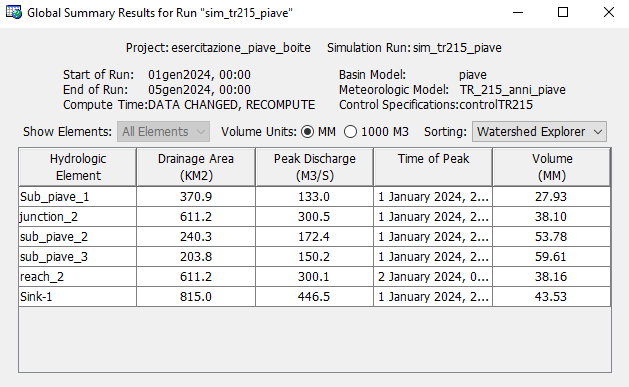 Global Summary Results for Run "sim_tr215_piave"
Project: esercitazione_piave_boite Simulation Run: sim_tr215_piave
Start of Run: 01gen2024, 00:00 Basin Model: piave
End of Run: 05gen2024, 00:00 Meteorologic Model: TR_215_anni_piave
Compute Time:DATA CHANGED, RECOMPUTE Control Specifications:controlTR215
Show Elements: All Elements Volume Units: MM 1000 M3 Sorting: Watershed Explorer
Hydrologic Drainage Area Peak Discharge Time of Peak Volume
Element (KM2) (M3/S) (MM)
Sub_piave_1 370.9 133.0 1 January 2024, 2... 27.93
junction_2 611.2 300.5 1 January 2024, 2... 38.10
sub_piave_2 240.3 172.4 1 January 2024, 2... 53.78
sub_piave_3 203.8 150.2 1 January 2024, 2... 59.61
reach_2 611.2 300.1 2 January 2024, 0... 38.16
Sink-1 815.0 446.5 1 January 2024, 2... 43.53